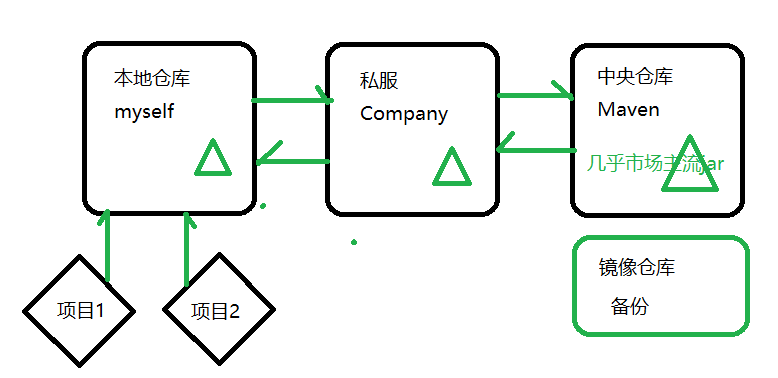 本地仓库
myself
私服
Company
中央仓库
Maven
几乎市场主流jar
项目1
项目2
镜像仓库
备份